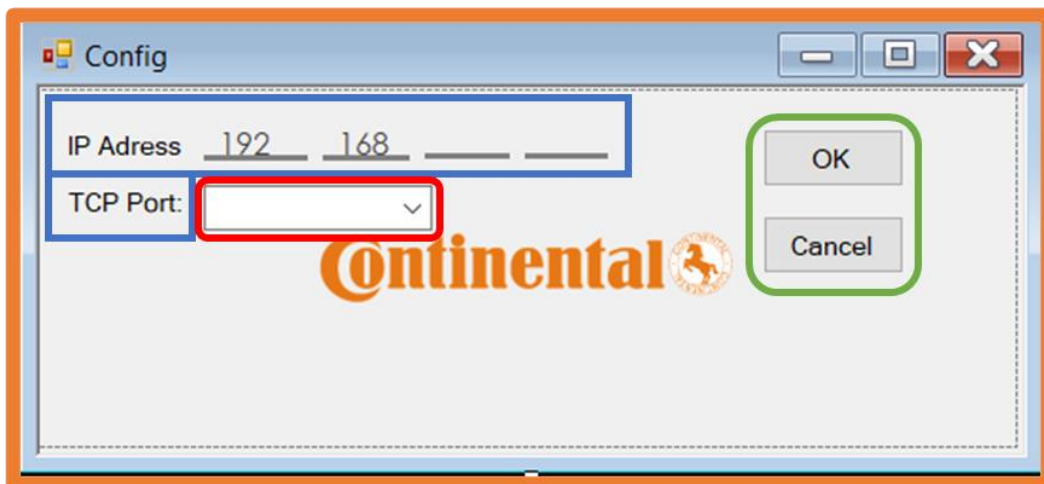 Config
IP Adress 192 168
OK
TCP Port:
Cancel
Continental